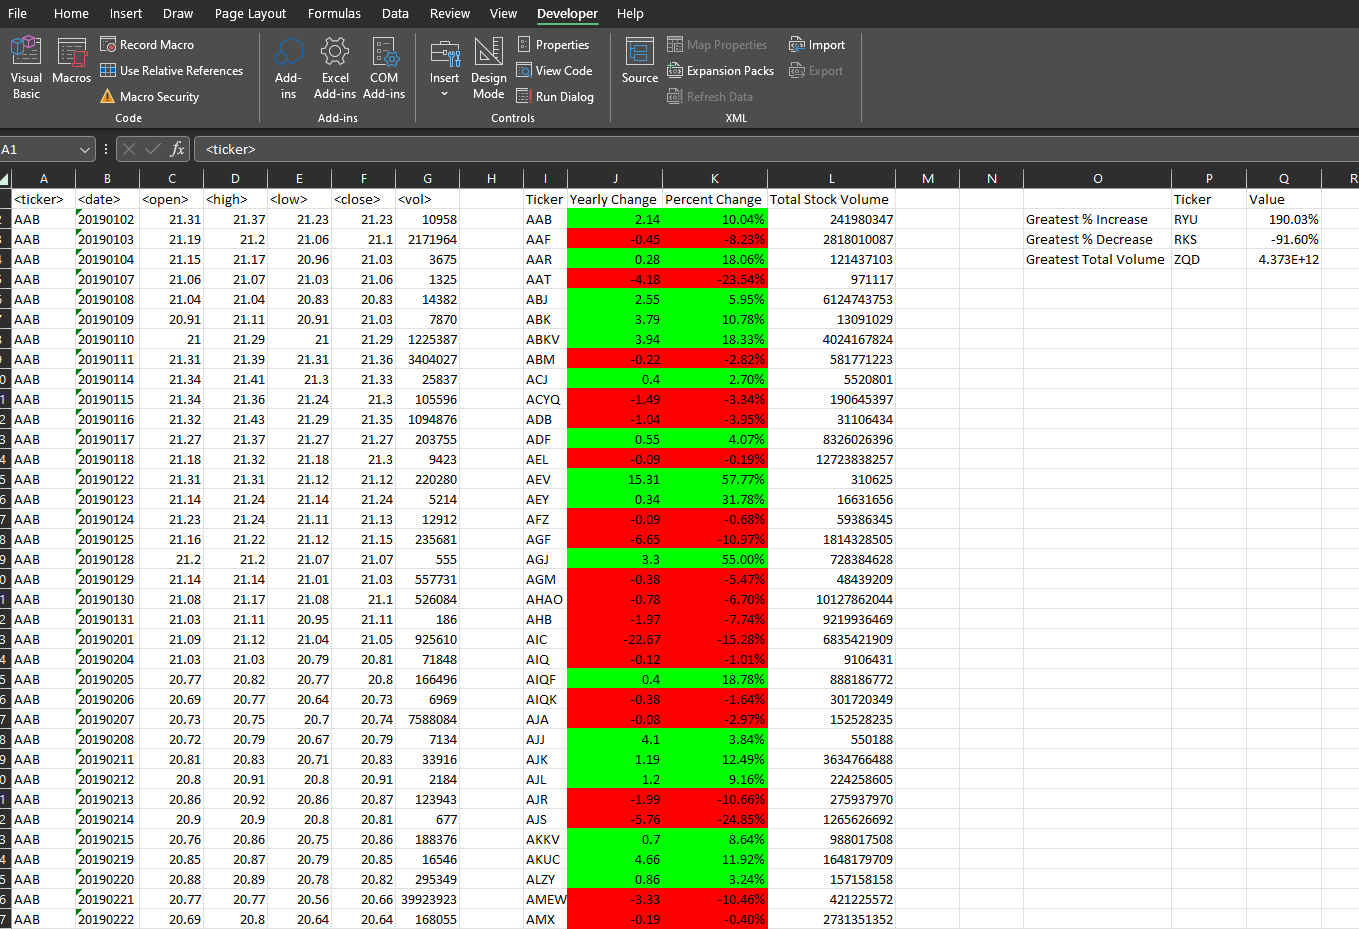 File Home Insert Draw Page Layout Formulas Data Review View Developer Help
Visual Basic Macros Record Macro Use Relative References Macro Security Code
Add-ins Excel Add-ins COM Add-ins Add-ins
Insert Design Mode Properties View Code Run Dialog Controls
Source Map Properties Expansion Packs Refresh Data Import Export XML
A1 fx <ticker>
A B C D E F G H I J K L M N O P Q R
<ticker> <date> <open> <high> <low> <close> <vol> Ticker Yearly Change Percent Change Total Stock Volume Ticker Value
AAB 20190102 21.31 21.37 21.23 21.23 10958 AAB 2.14 10.04% 241980347 Greatest % Increase RYU 190.03%
AAB 20190103 21.19 21.2 21.06 21.1 2171964 AAF -0.45 -8.23% 2818010087 Greatest % Decrease RKS -91.60%
AAB 20190104 21.15 21.17 20.96 21.03 3675 AAR 0.28 18.06% 121437103 Greatest Total Volume ZQD 4.373E+12
AAB 20190107 21.06 21.07 21.03 21.06 1325 AAT -4.18 -23.54% 971117
AAB 20190108 21.04 21.04 20.83 20.83 14382 ABJ 2.55 5.95% 6124743753
AAB 20190109 20.91 21.11 20.91 21.03 7870 ABK 3.79 10.78% 13091029
AAB 20190110 21 21.29 21 21.29 1225387 ABKV 3.94 18.33% 4024167824
AAB 20190111 21.31 21.39 21.31 21.36 3404027 ABM -0.22 -2.82% 581771223
AAB 20190114 21.34 21.41 21.3 21.33 25837 ACJ 0.4 2.70% 5520801
AAB 20190115 21.34 21.36 21.24 21.3 105596 ACYQ -1.49 -3.34% 190645397
AAB 20190116 21.32 21.43 21.29 21.35 1094876 ADB -1.04 -3.95% 31106434
AAB 20190117 21.27 21.37 21.27 21.27 203755 ADF 0.55 4.07% 8326026396
AAB 20190118 21.18 21.32 21.18 21.3 9423 AEL -0.09 -0.19% 12723838257
AAB 20190122 21.31 21.31 21.12 21.12 220280 AEV 15.31 57.77% 310625
AAB 20190123 21.14 21.24 21.14 21.24 5214 AEY 0.34 31.78% 16631656
AAB 20190124 21.23 21.24 21.11 21.13 12912 AFZ -0.09 -0.68% 59386345
AAB 20190125 21.16 21.22 21.12 21.15 235681 AGF -6.65 -10.97% 1814328505
AAB 20190128 21.2 21.2 21.07 21.07 555 AGJ 3.3 55.00% 728384628
AAB 20190129 21.14 21.14 21.01 21.03 557731 AGM -0.38 -5.47% 48439209
AAB 20190130 21.08 21.17 21.08 21.1 526084 AHAO -0.78 -6.70% 10127862044
AAB 20190131 21.03 21.11 20.95 21.11 186 AHB -1.97 -7.74% 9219936469
AAB 20190201 21.09 21.12 21.04 21.05 925610 AIC -22.67 -15.28% 6835421909
AAB 20190204 21.03 21.03 20.79 20.81 71848 AIQ -0.12 -1.01% 9106431
AAB 20190205 20.77 20.82 20.77 20.8 166496 AIQF 0.4 18.78% 888186772
AAB 20190206 20.69 20.77 20.64 20.73 6969 AIQK -0.38 -1.64% 301720349
AAB 20190207 20.73 20.75 20.7 20.74 7588084 AJA -0.08 -2.97% 152528235
AAB 20190208 20.72 20.79 20.67 20.79 7134 AJJ 4.1 3.84% 550188
AAB 20190211 20.81 20.83 20.71 20.83 33916 AJK 1.19 12.49% 3634766488
AAB 20190212 20.8 20.91 20.8 20.91 2184 AJL 1.2 9.16% 224258605
AAB 20190213 20.86 20.92 20.86 20.87 123943 AJR -1.99 -10.66% 275937970
AAB 20190214 20.9 20.9 20.8 20.81 677 AJS -5.76 -24.85% 1265626692
AAB 20190215 20.76 20.86 20.75 20.86 188376 AKKV 0.7 8.64% 988017508
AAB 20190219 20.85 20.87 20.79 20.85 16546 AKUC 4.66 11.92% 1648179709
AAB 20190220 20.88 20.89 20.78 20.82 295349 ALZY 0.86 3.24% 157158158
AAB 20190221 20.77 20.77 20.56 20.66 39923923 AMEW -3.33 -10.46% 421225572
AAB 20190222 20.69 20.8 20.64 20.64 168055 AMX -0.19 -0.40% 2731351352